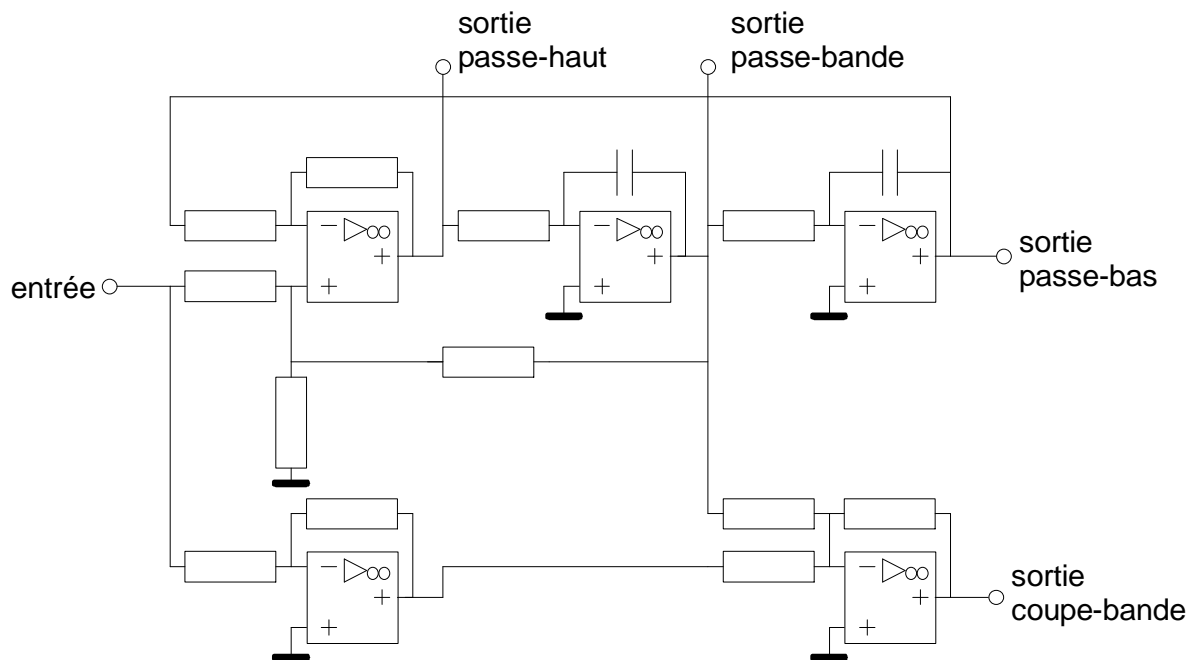 sortie
passe-haut
sortie
passe-bande
− ▷∞
+
+
− ▷∞
+
+
− ▷∞
+
+
entrée
sortie
passe-bas
− ▷∞
+
+
− ▷∞
+
+
sortie
coupe-bande